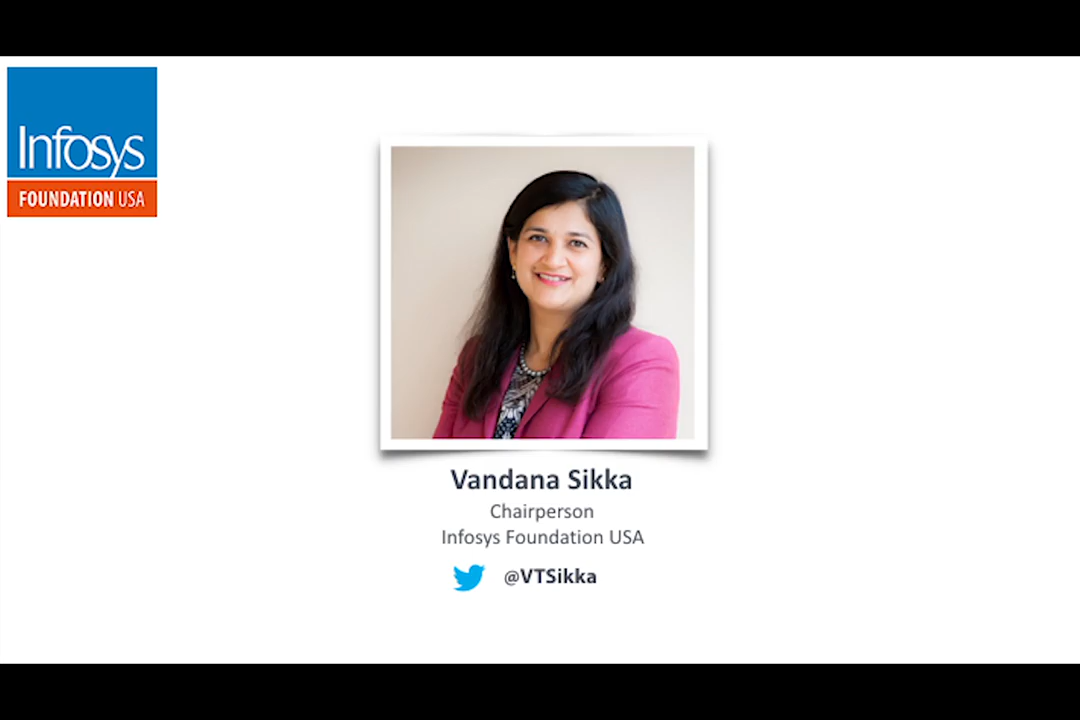 Infosys
FOUNDATION USA
Vandana Sikka
Chairperson
Infosys Foundation USA
@VTSikka